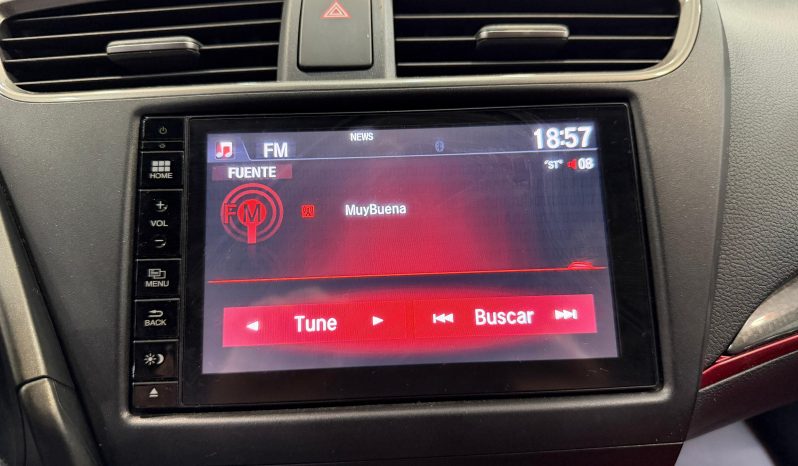 NEWS
FM
18:57
"ST" 08
FUENTE
FM
MuyBuena
Tune
Buscar
HOME
+
VOL
-
MENU
BACK